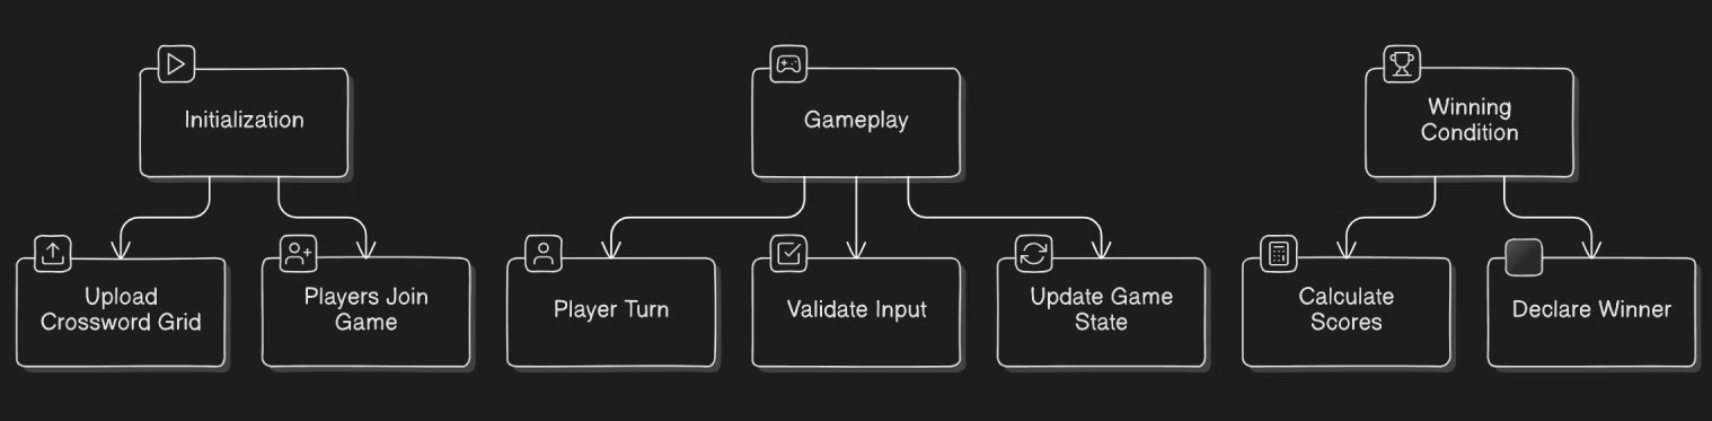 Initialization
Gameplay
Winning
Condition
Upload
Crossword Grid
Players Join
Game
Player Turn
Validate Input
Update Game
State
Calculate
Scores
Declare Winner